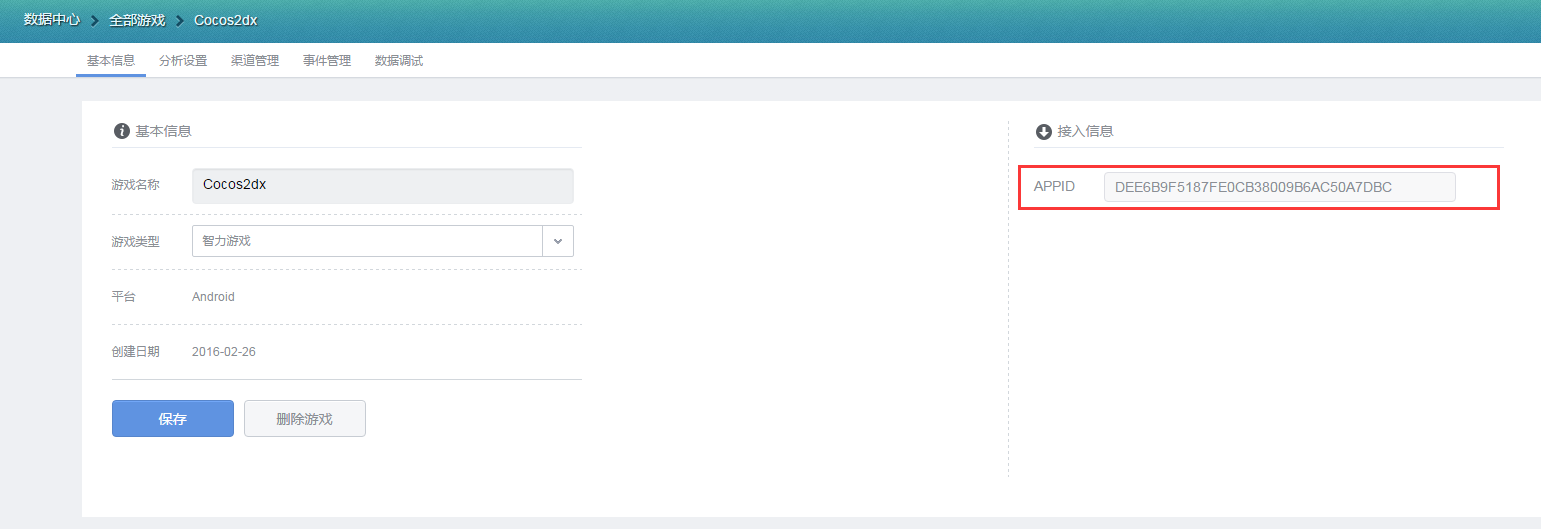 数据中心 > 全部游戏 > Cocos2dx
基本信息 分析设置 渠道管理 事件管理 数据调试
基本信息
游戏名称 Cocos2dx
游戏类型 智力游戏
平台 Android
创建日期 2016-02-26
保存 删除游戏
接入信息
APPID DEE6B9F5187FE0CB38009B6AC50A7DBC